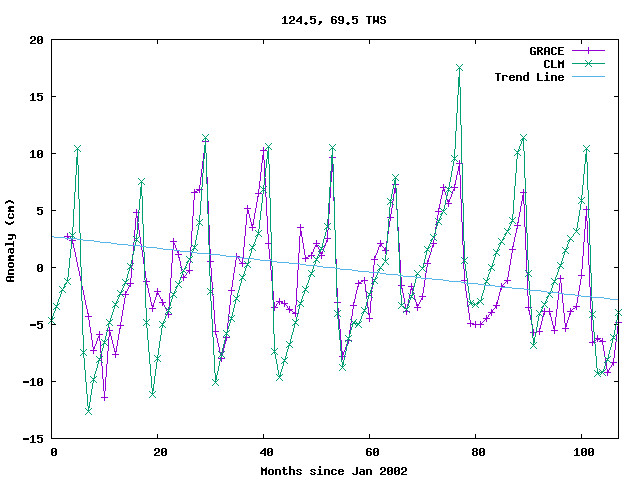 124.5, 69.5 TWS
GRACE
CLM
Trend Line
20
15
10
5
0
-5
-10
-15
Anomaly (cm)
0 20 40 60 80 100
Months since Jan 2002